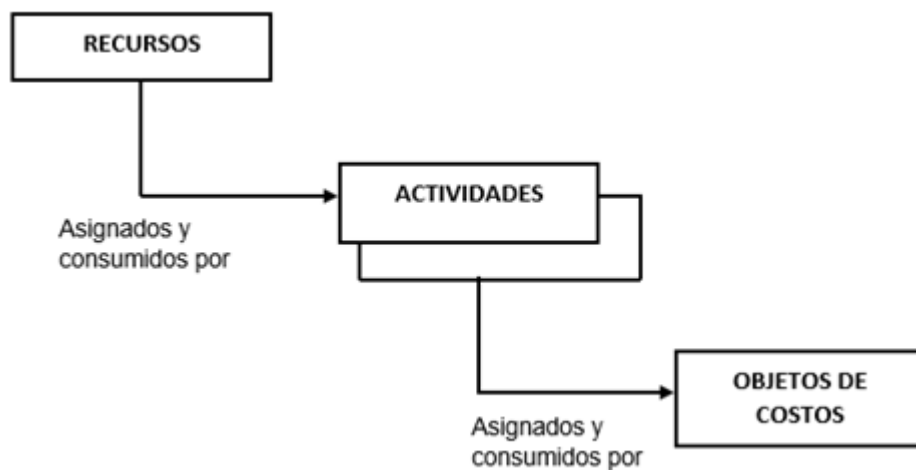 RECURSOS
Asignados y
consumidos por
ACTIVIDADES
Asignados y
consumidos por
OBJETOS DE
COSTOS